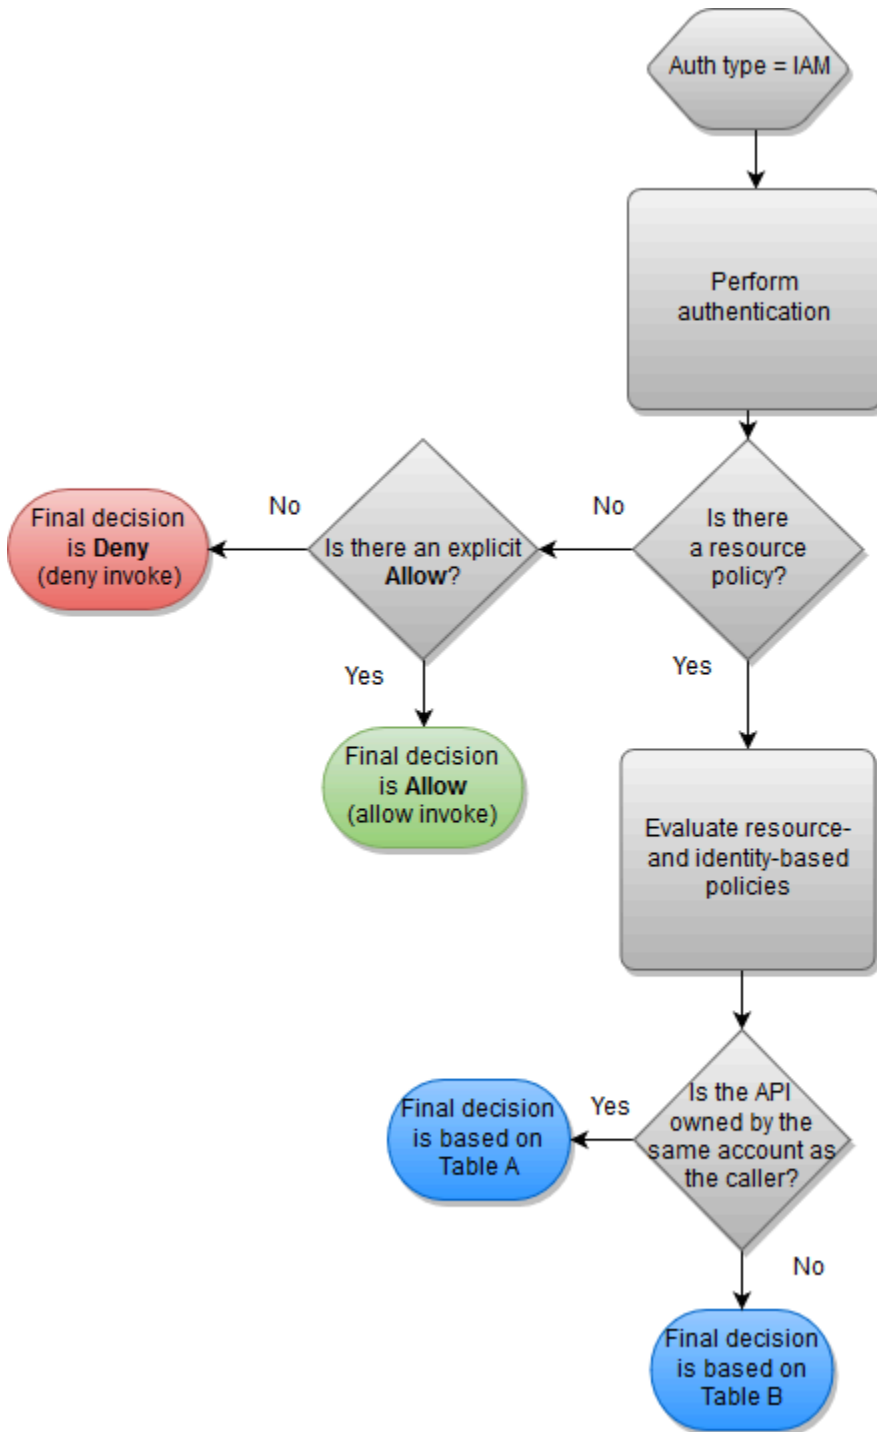 Auth type = IAM
Perform
authentication
Is there
a resource
policy?
No
Is there an explicit
Allow?
No
Final decision
is Deny
(deny invoke)
Yes
Final decision
is Allow
(allow invoke)
Yes
Evaluate resource-
and identity-based
policies
Is the API
owned by the
same account as
the caller?
Yes
Final decision
is based on
Table A
No
Final decision
is based on
Table B